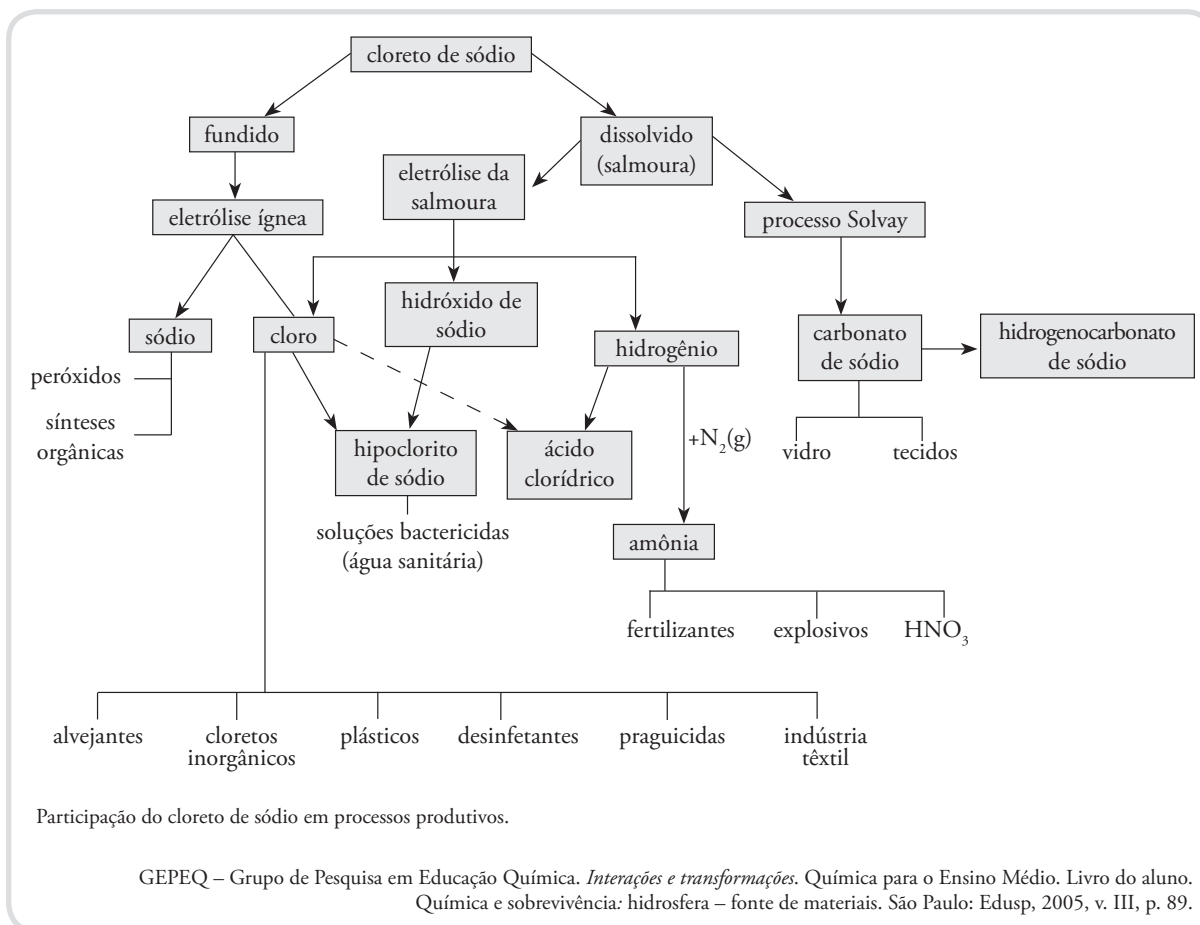 cloreto de sódio
fundido
dissolvido
(salmoura)
eletrólise da
salmoura
eletrólise ígnea
processo Solvay
sódio
cloro
hidróxido de
sódio
hidrogênio
carbonato
de sódio
hidrogenocarbonato
de sódio
peróxidos
sínteses
orgânicas
hipoclorito
de sódio
ácido
clorídrico
+N₂(g)
vidro
tecidos
soluções bactericidas
(água sanitária)
amônia
fertilizantes
explosivos
HNO₃
alvejantes
cloretos
inorgânicos
plásticos
desinfetantes
praguicidas
indústria
têxtil
Participação do cloreto de sódio em processos produtivos.
GEPEQ – Grupo de Pesquisa em Educação Química. Interações e transformações. Química para o Ensino Médio. Livro do aluno.
Química e sobrevivência: hidrosfera – fonte de materiais. São Paulo: Edusp, 2005, v. III, p. 89.